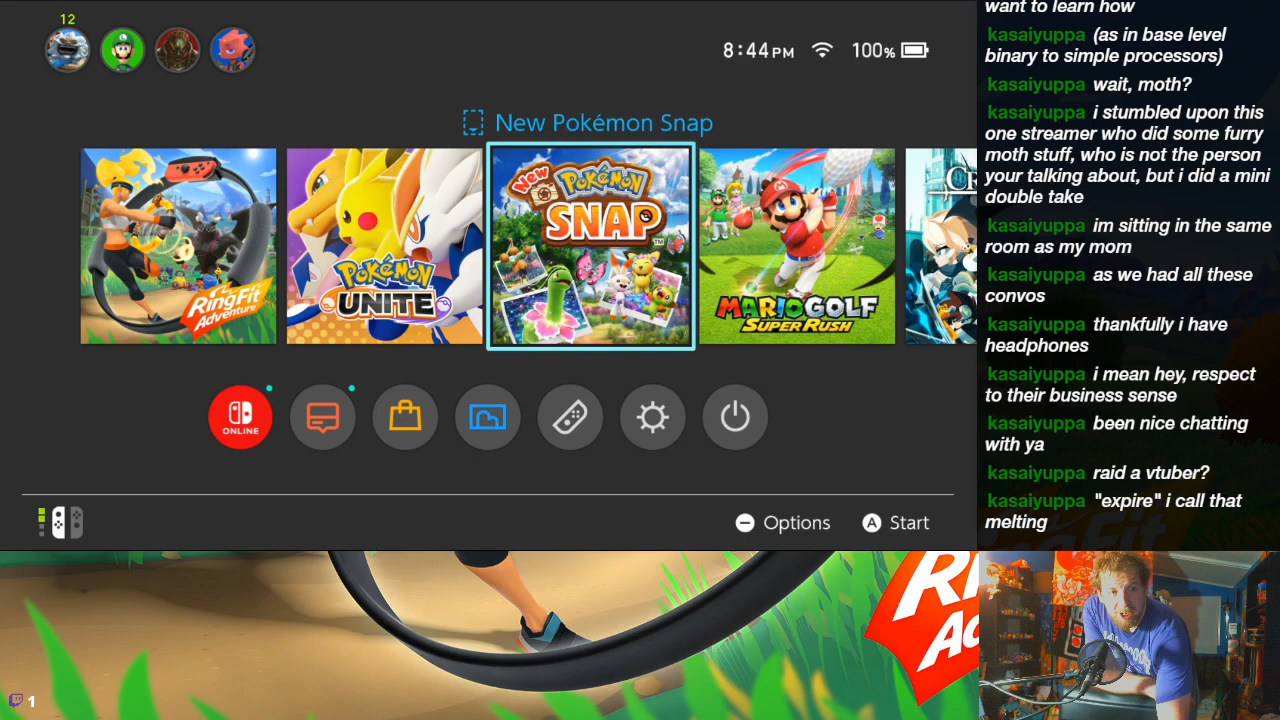 12
8:44 PM
100%
New Pokémon Snap
RingFit
Adventure
Pokémon
UNITE
New
Pokémon
SNAP
TM
MARIO GOLF
SUPER RUSH
CR
ONLINE
Options
A Start
want to learn how
kasaiyuppa (as in base level
binary to simple processors)
kasaiyuppa wait, moth?
kasaiyuppa i stumbled upon this
one streamer who did some furry
moth stuff, who is not the person
your talking about, but i did a mini
double take
kasaiyuppa im sitting in the same
room as my mom
kasaiyuppa as we had all these
convos
kasaiyuppa thankfully i have
headphones
kasaiyuppa i mean hey, respect
to their business sense
kasaiyuppa been nice chatting
with ya
kasaiyuppa raid a vtuber?
kasaiyuppa "expire" i call that
melting
1